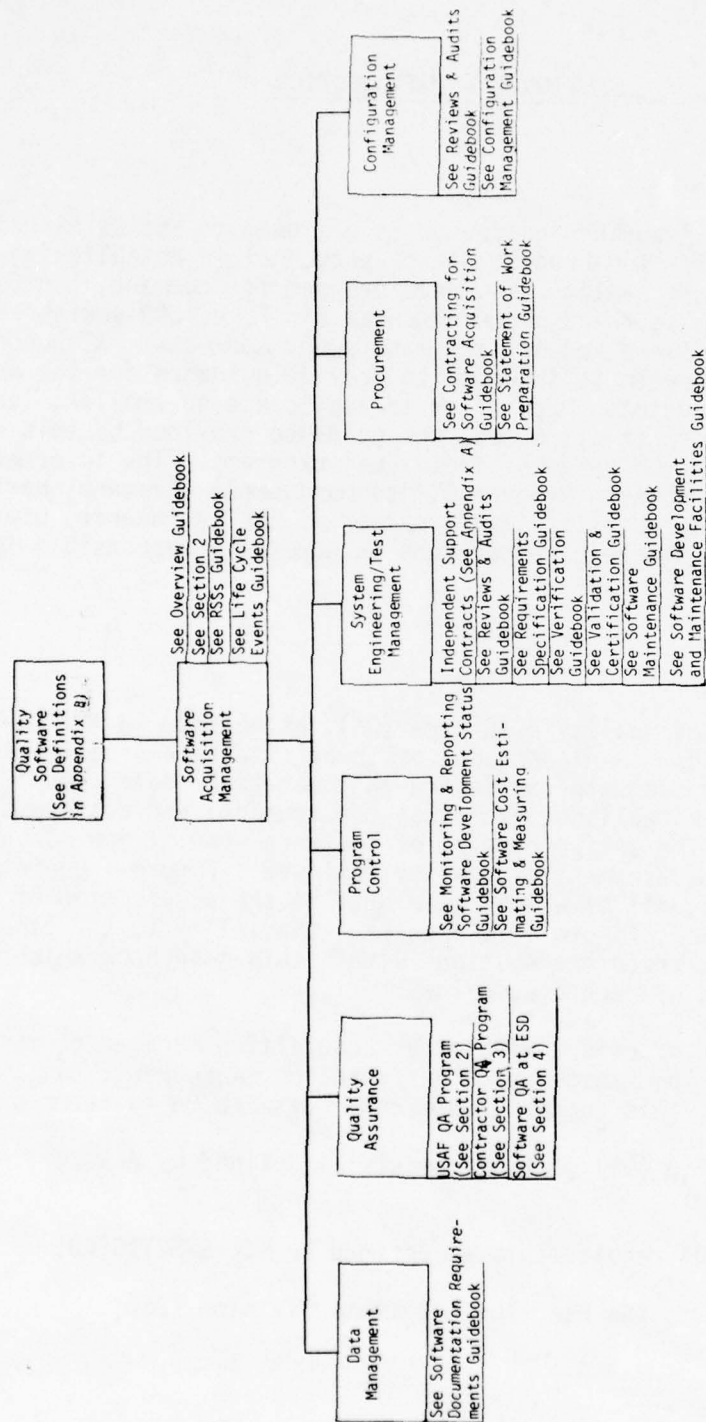 Quality
Software
(See Definitions
in Appendix B)
Software
Acquisition
Management
See Overview Guidebook
See Section 2
See RSSs Guidebook
See Life Cycle
Events Guidebook
Data
Management
See Software
Documentation Require-
ments Guidebook
Quality
Assurance
USAF QA Program
(See Section 2)
Contractor QA Program
(See Section 3)
Software QA at ESD
(See Section 4)
Program
Control
See Monitoring & Reporting
Software Development Status
Guidebook
See Software Cost Esti-
mating & Measuring
Guidebook
System
Engineering/Test
Management
Independent Support
Contracts (See Appendix A)
See Reviews & Audits
Guidebook
See Requirements
Specification Guidebook
See Verification
Guidebook
See Validation &
Certification Guidebook
See Software
Maintenance Guidebook
See Software Development
and Maintenance Facilities Guidebook
Procurement
See Contracting for
Software Acquisition
Guidebook
See Statement of Work
Preparation Guidebook
Configuration
Management
See Reviews & Audits
Guidebook
See Configuration
Management Guidebook